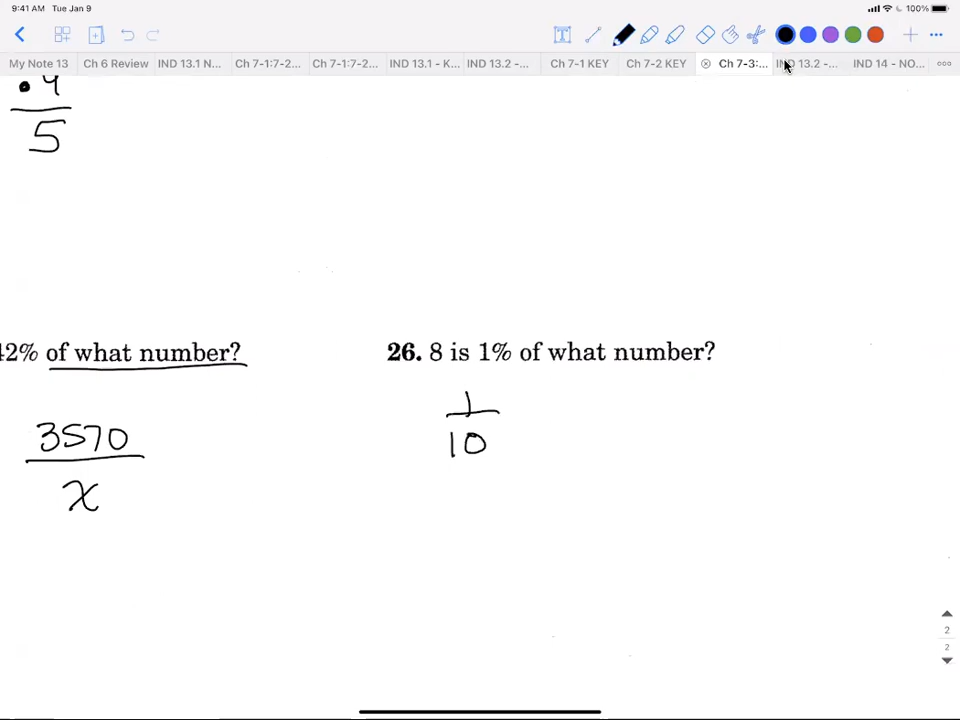 9:41 AM Tue Jan 9
100%
My Note 13
Ch 6 Review
IND 13.1 N...
Ch 7-1:7-2...
Ch 7-1:7-2...
IND 13.1 - K...
IND 13.2 -...
Ch 7-1 KEY
Ch 7-2 KEY
Ch 7-3:...
IND 13.2 -...
IND 14 - NO...
5
42% of what number?
26. 8 is 1% of what number?
1
10
3570
x
2
2